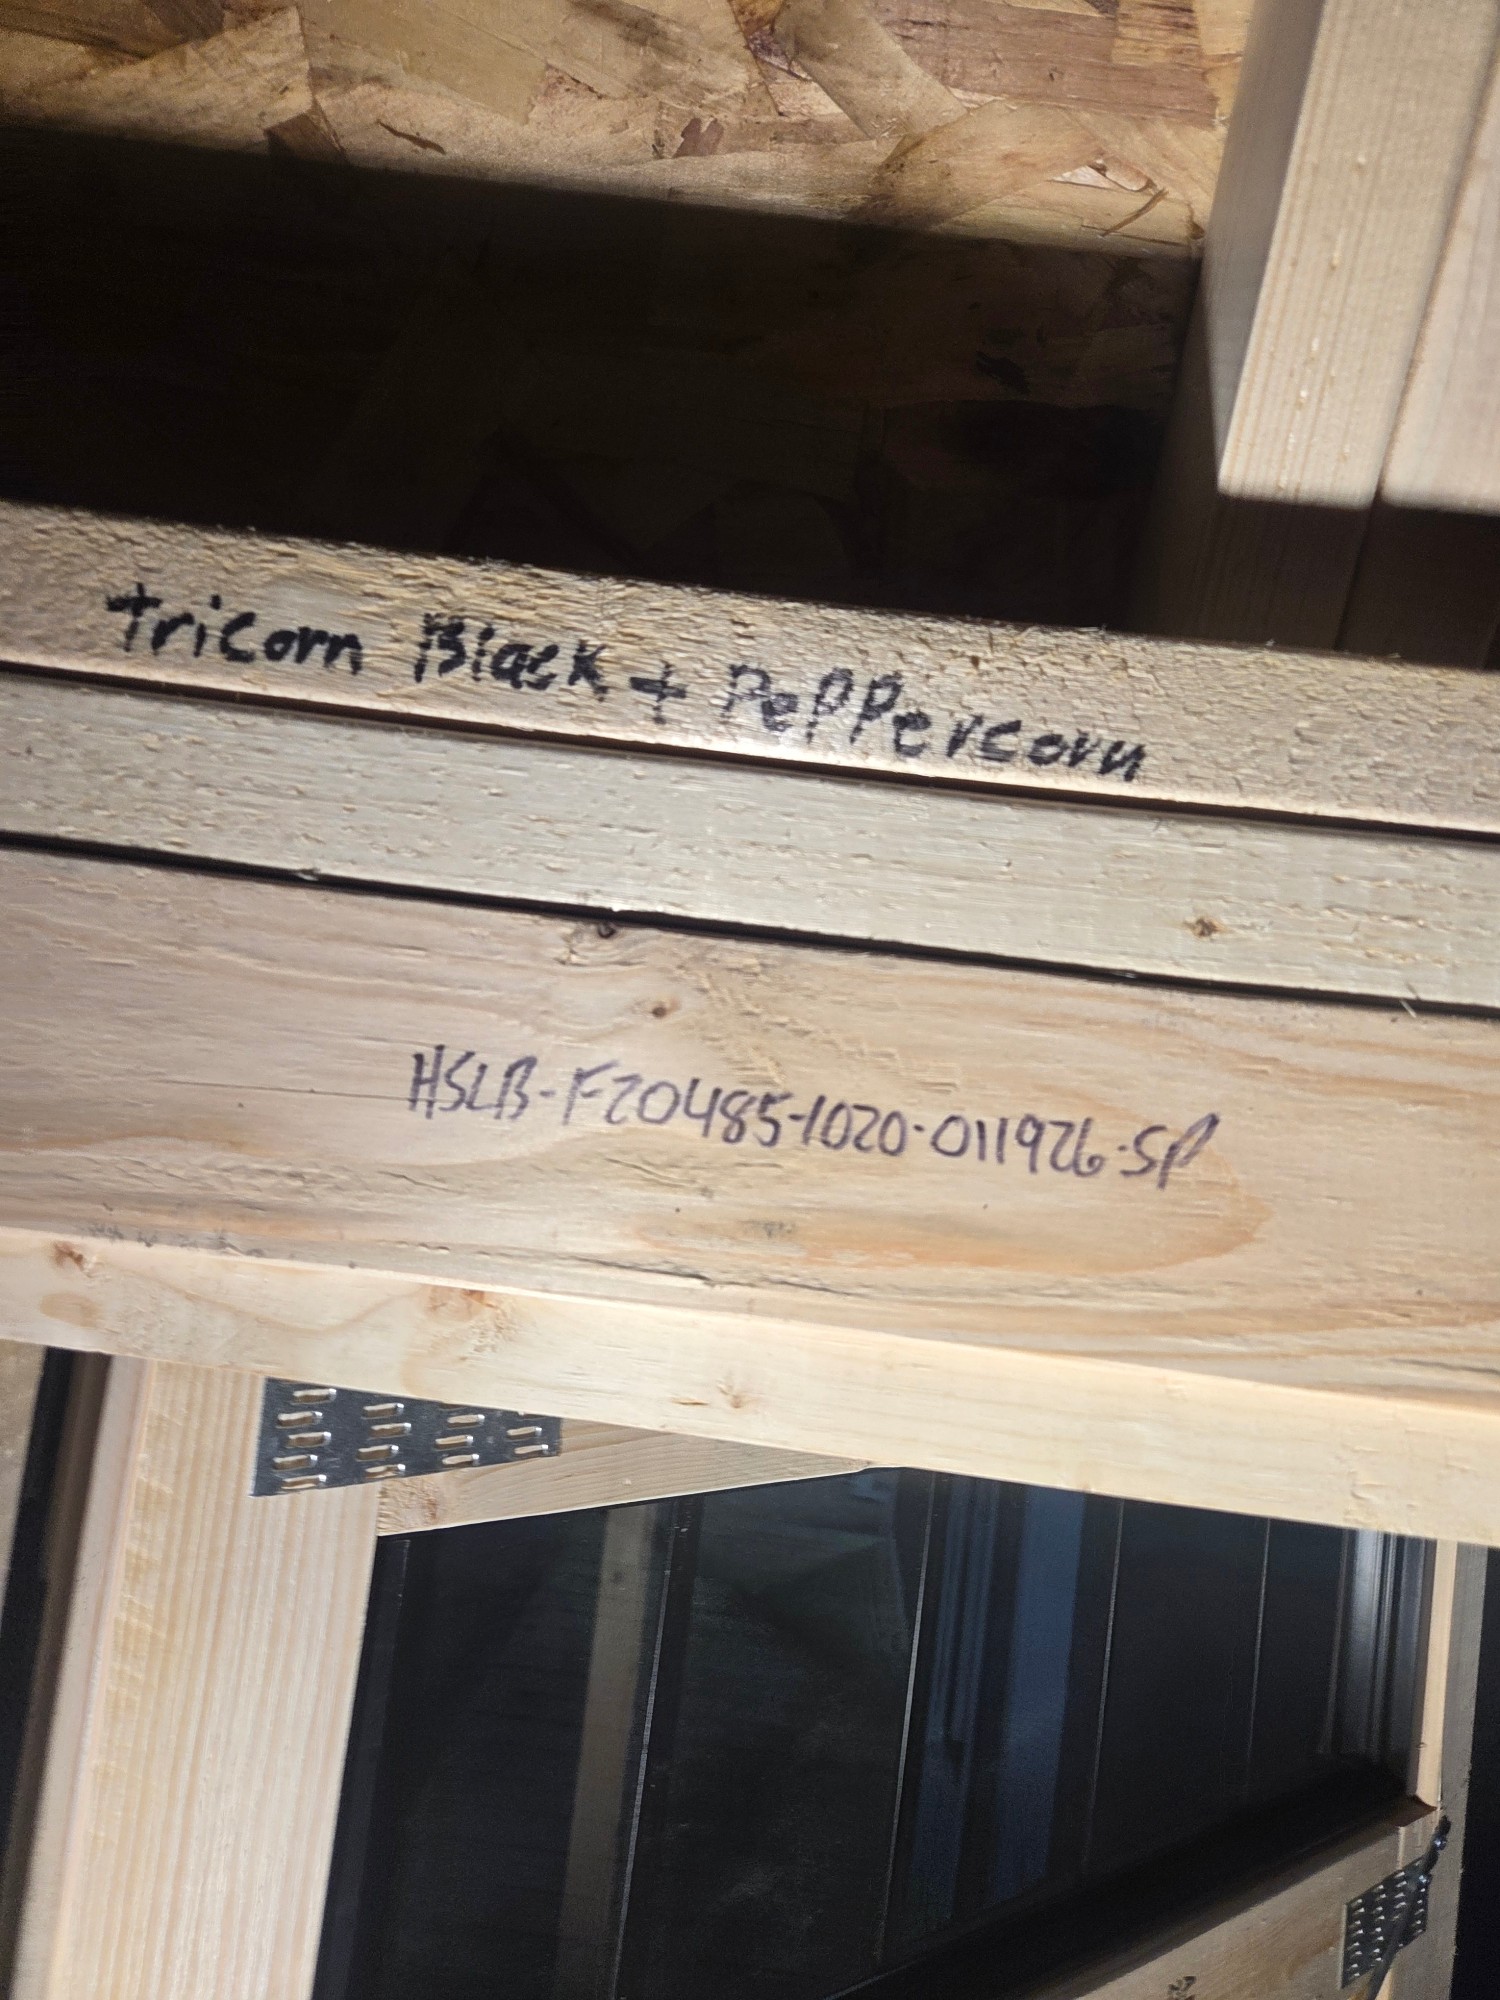 tricorn Black + Peppercorn
HSLB-F20485-1020-011926-SP